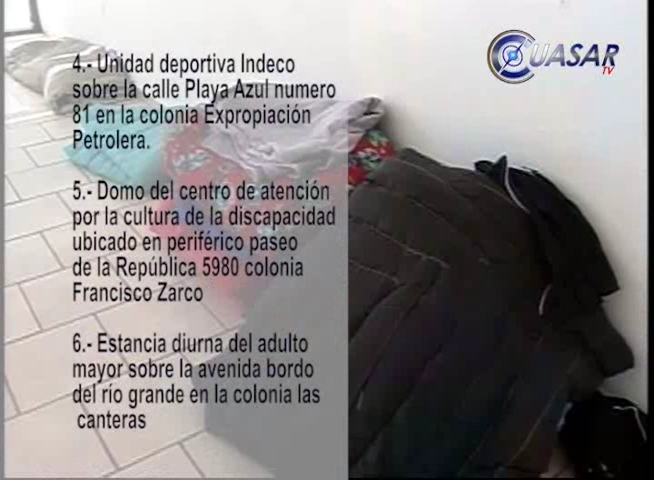 CUASAR
TV
4.- Unidad deportiva Indeco
sobre la calle Playa Azul numero
81 en la colonia Expropiación
Petrolera.
5.- Domo del centro de atención
por la cultura de la discapacidad
ubicado en periférico paseo
de la República 5980 colonia
Francisco Zarco
6.- Estancia diurna del adulto
mayor sobre la avenida bordo
del río grande en la colonia las
canteras